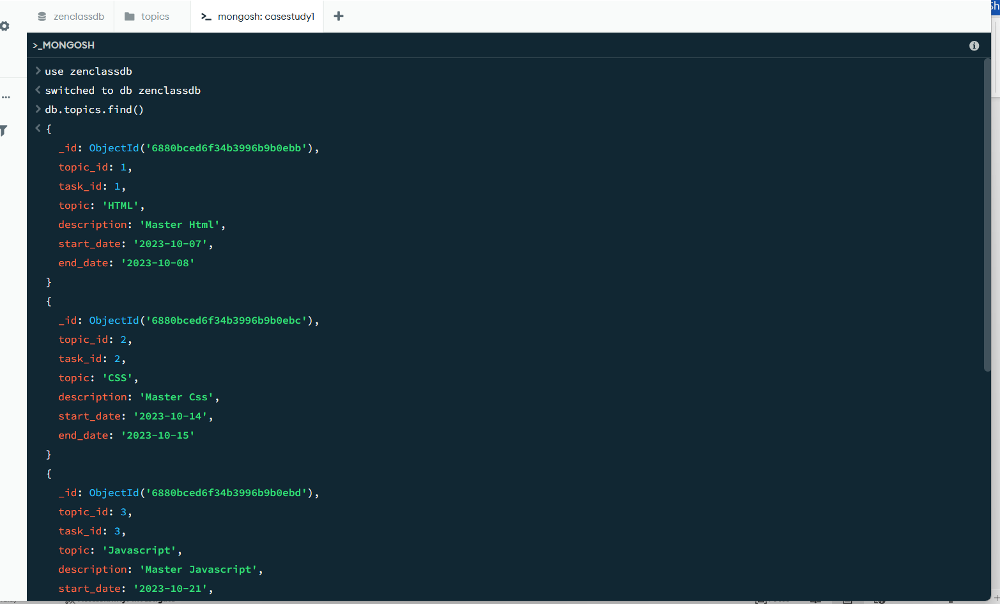 zenclassdb topics >_ mongosh: casestudy1 +
>_MONGOSH
> use zenclassdb
< switched to db zenclassdb
> db.topics.find()
< {
_id: ObjectId('6880bced6f34b3996b9b0ebb'),
topic_id: 1,
task_id: 1,
topic: 'HTML',
description: 'Master Html',
start_date: '2023-10-07',
end_date: '2023-10-08'
}
{
_id: ObjectId('6880bced6f34b3996b9b0ebc'),
topic_id: 2,
task_id: 2,
topic: 'CSS',
description: 'Master Css',
start_date: '2023-10-14',
end_date: '2023-10-15'
}
{
_id: ObjectId('6880bced6f34b3996b9b0ebd'),
topic_id: 3,
task_id: 3,
topic: 'Javascript',
description: 'Master Javascript',
start_date: '2023-10-21',